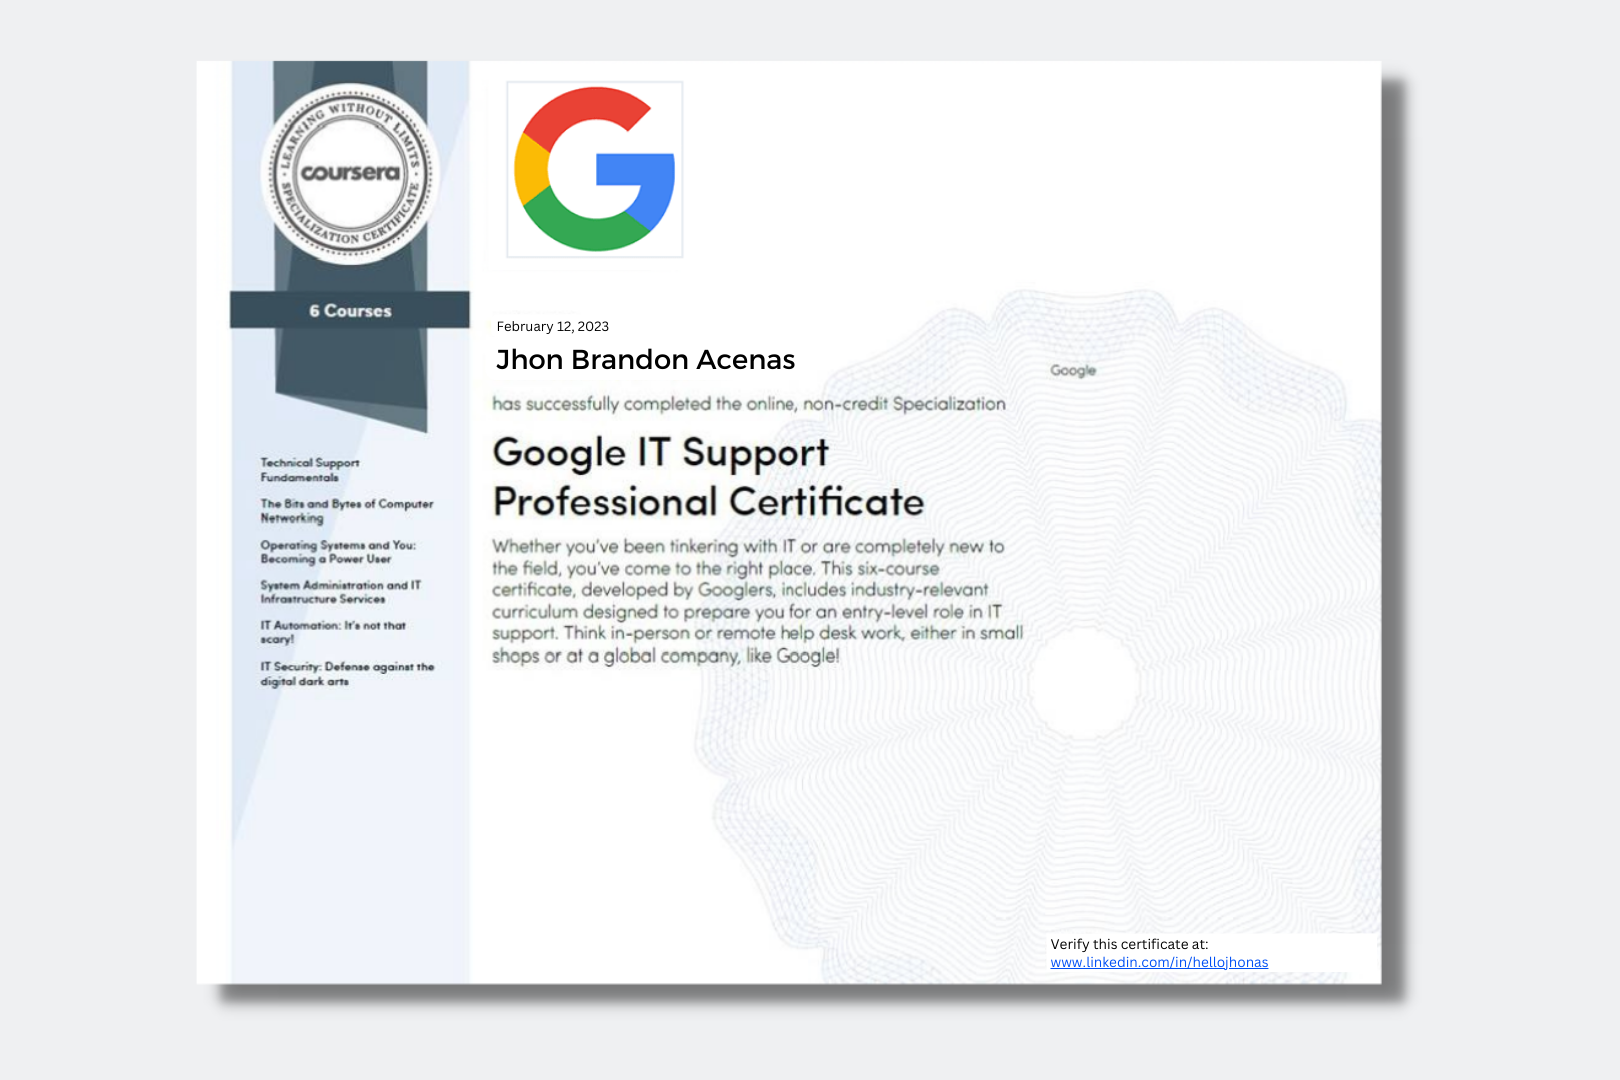 LEARNING WITHOUT LIMITS
coursera
SPECIALIZATION CERTIFICATE
6 Courses
Technical Support
Fundamentals
The Bits and Bytes of Computer
Networking
Operating Systems and You:
Becoming a Power User
System Administration and IT
Infrastructure Services
IT Automation: It's not that
scary!
IT Security: Defense against the
digital dark arts
G
February 12, 2023
Jhon Brandon Acenas
Google
has successfully completed the online, non-credit Specialization
Google IT Support
Professional Certificate
Whether you've been tinkering with IT or are completely new to
the field, you've come to the right place. This six-course
certificate, developed by Googlers, includes industry-relevant
curriculum designed to prepare you for an entry-level role in IT
support. Think in-person or remote help desk work, either in small
shops or at a global company, like Google!
Verify this certificate at:
www.linkedin.com/in/hellojhonas